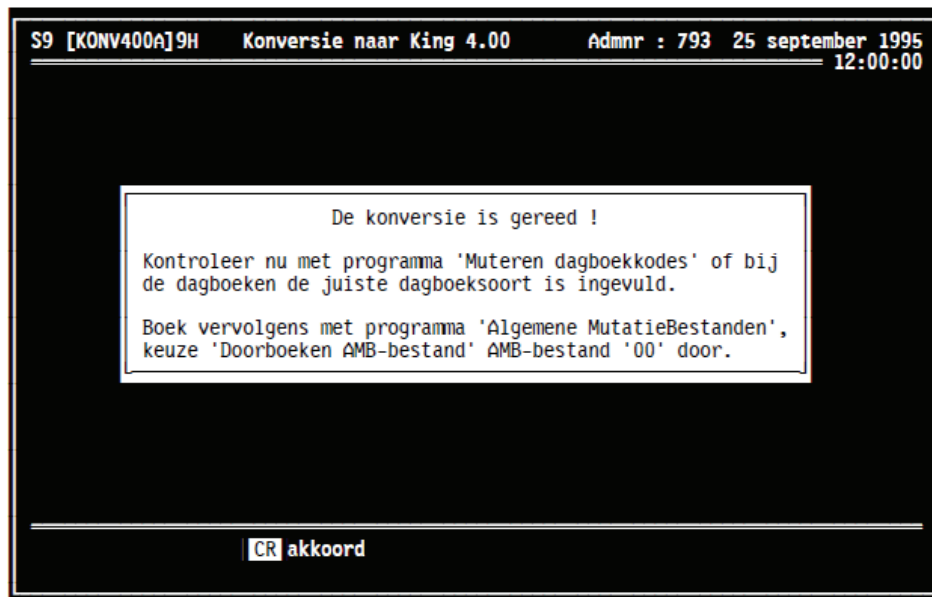 S9 [KONV400A]9H Konversie naar King 4.00 Admnr : 793 25 september 1995
12:00:00
De konversie is gereed !
Kontroleer nu met programma 'Muteren dagboekkodes' of bij
de dagboeken de juiste dagboeksoort is ingevuld.
Boek vervolgens met programma 'Algemene MutatieBestanden',
keuze 'Doorboeken AMB-bestand' AMB-bestand '00' door.
CR akkoord